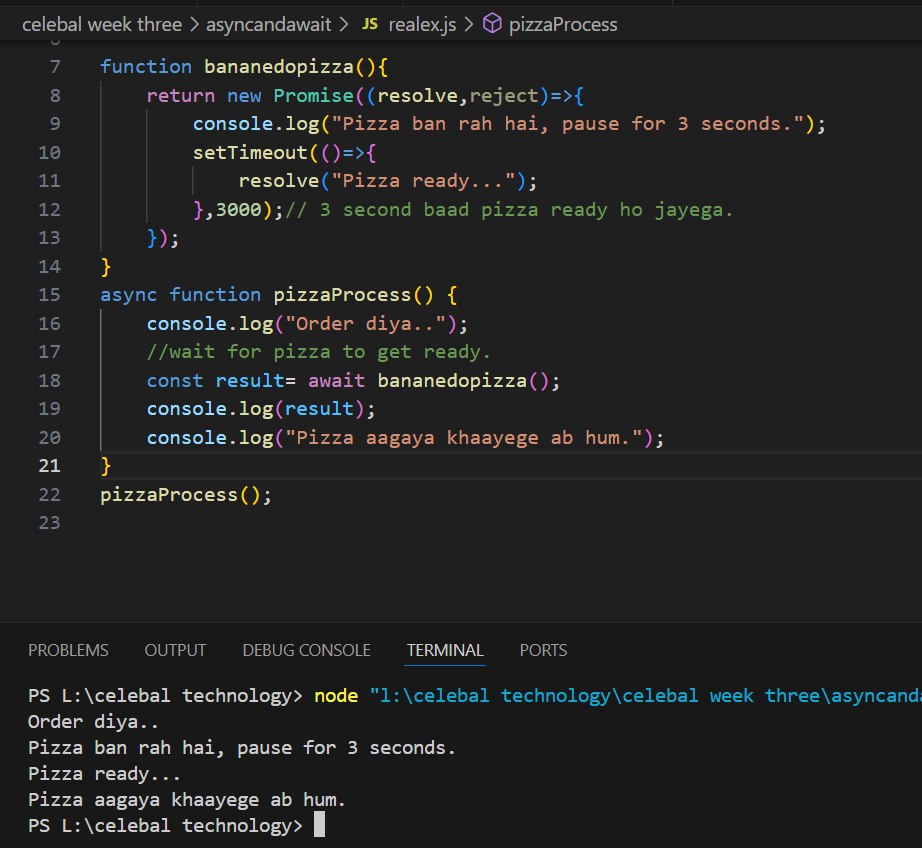 celebal week three > asyncandawait > JS realex.js > pizzaProcess
7 function bananedopizza(){
8     return new Promise((resolve,reject)=>{
9         console.log("Pizza ban rah hai, pause for 3 seconds.");
10         setTimeout(()=>{
11             resolve("Pizza ready...");
12         },3000);// 3 second baad pizza ready ho jayega.
13     });
14 }
15 async function pizzaProcess() {
16     console.log("Order diya..");
17     //wait for pizza to get ready.
18     const result= await bananedopizza();
19     console.log(result);
20     console.log("Pizza aagaya khaayege ab hum.");
21 }
22 pizzaProcess();
23
PROBLEMS OUTPUT DEBUG CONSOLE TERMINAL PORTS
PS L:\celebal technology> node "l:\celebal technology\celebal week three\asyncanda
Order diya..
Pizza ban rah hai, pause for 3 seconds.
Pizza ready...
Pizza aagaya khaayege ab hum.
PS L:\celebal technology>